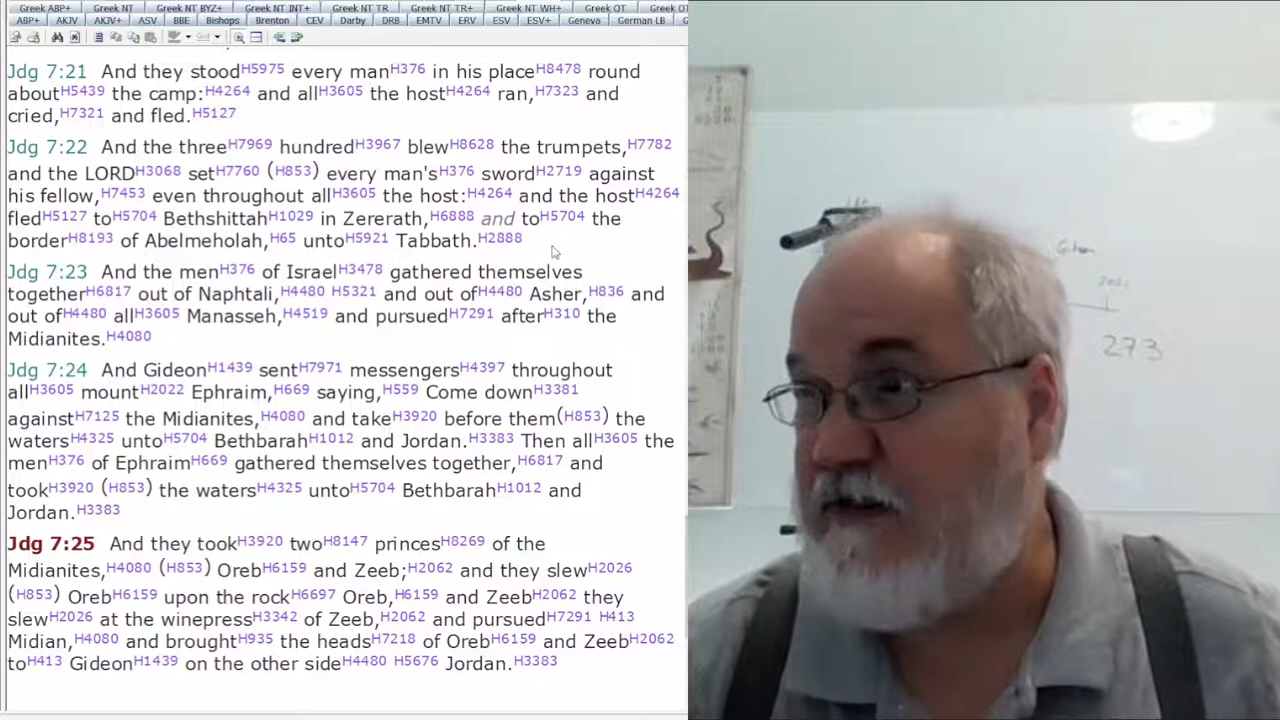 Greek ABP+ Greek NT Greek NT BYZ+ Greek NT INT+ Greek NT TR Greek NT TR+ Greek NT WH+ Greek OT Greek OT
ABP+ AKJV AKJV+ ASV BBE Bishops Brenton CEV Darby DRB EMTV ERV ESV ESV+ Geneva German LB G
Jdg 7:21 And they stoodH5975 every manH376 in his placeH8478 round
aboutH5439 the camp:H4264 and allH3605 the hostH4264 ran,H7323 and
cried,H7321 and fled.H5127
Jdg 7:22 And the threeH7969 hundredH3967 blewH8628 the trumpets,H7782
and the LORDH3068 setH7760 (H853) every man'sH376 swordH2719 against
his fellow,H7453 even throughout allH3605 the host:H4264 and the hostH4264
fledH5127 toH5704 BethshittahH1029 in Zererath,H6888 and toH5704 the
borderH8193 of Abelmeholah,H65 untoH5921 Tabbath.H2888
Jdg 7:23 And the menH376 of IsraelH3478 gathered themselves
togetherH6817 out of Naphtali,H4480 H5321 and out ofH4480 Asher,H836 and
out ofH4480 allH3605 Manasseh,H4519 and pursuedH7291 afterH310 the
Midianites.H4080
Jdg 7:24 And GideonH1439 sentH7971 messengersH4397 throughout
allH3605 mountH2022 Ephraim,H669 saying,H559 Come downH3381
againstH7125 the Midianites,H4080 and takeH3920 before them(H853) the
watersH4325 untoH5704 BethbarahH1012 and Jordan.H3383 Then allH3605 the
menH376 of EphraimH669 gathered themselves together,H6817 and
tookH3920 (H853) the watersH4325 untoH5704 BethbarahH1012 and
Jordan.H3383
Jdg 7:25 And they tookH3920 twoH8147 princesH8269 of the
Midianites,H4080 (H853) OrebH6159 and Zeeb;H2062 and they slewH2026
(H853) OrebH6159 upon the rockH6697 Oreb,H6159 and ZeebH2062 they
slewH2026 at the winepressH3342 of Zeeb,H2062 and pursuedH7291 H413
Midian,H4080 and broughtH935 the headsH7218 of OrebH6159 and ZeebH2062
toH413 GideonH1439 on the other sideH4480 H5676 Jordan.H3383
Gideon
273